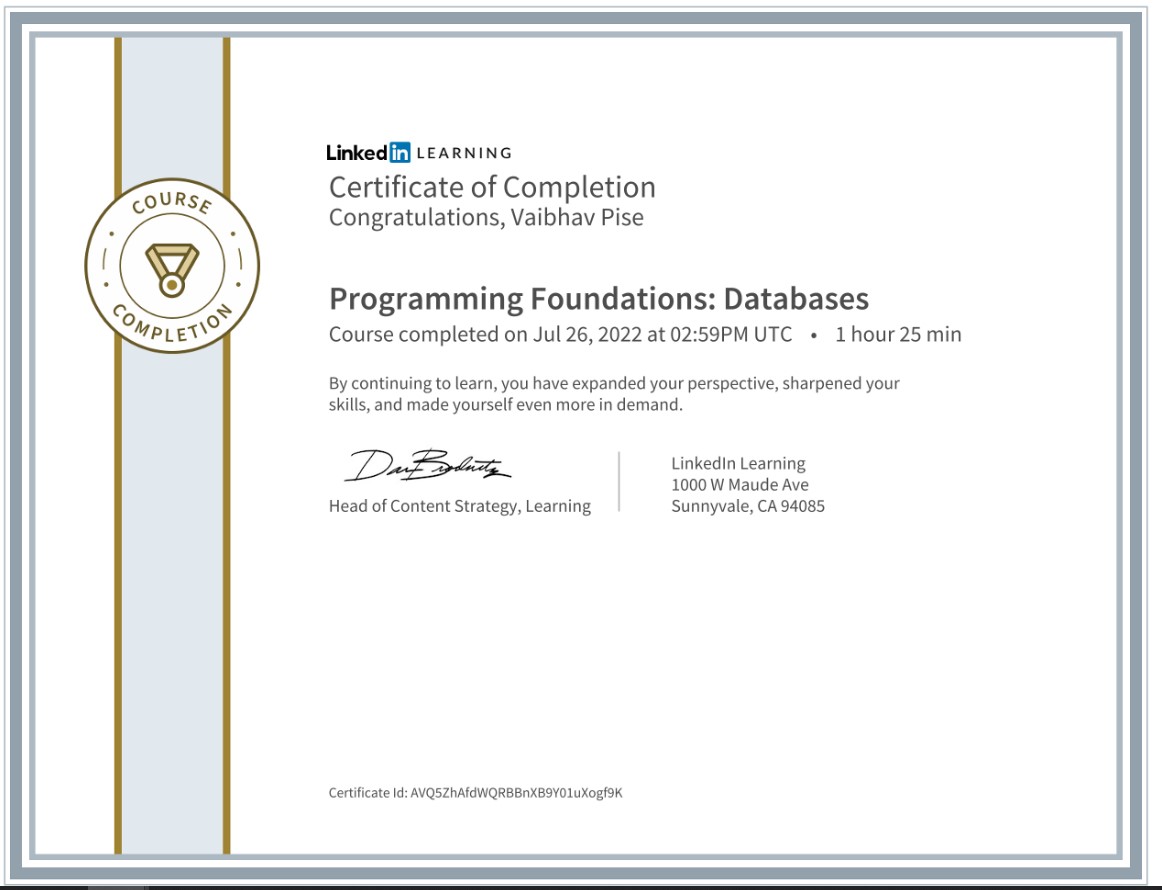 COURSE
COMPLETION
Linked in LEARNING
Certificate of Completion
Congratulations, Vaibhav Pise
Programming Foundations: Databases
Course completed on Jul 26, 2022 at 02:59PM UTC • 1 hour 25 min
By continuing to learn, you have expanded your perspective, sharpened your
skills, and made yourself even more in demand.
Head of Content Strategy, Learning
LinkedIn Learning
1000 W Maude Ave
Sunnyvale, CA 94085
Certificate Id: AVQ5ZhAfdWQRBBnXB9Y01uXogf9K